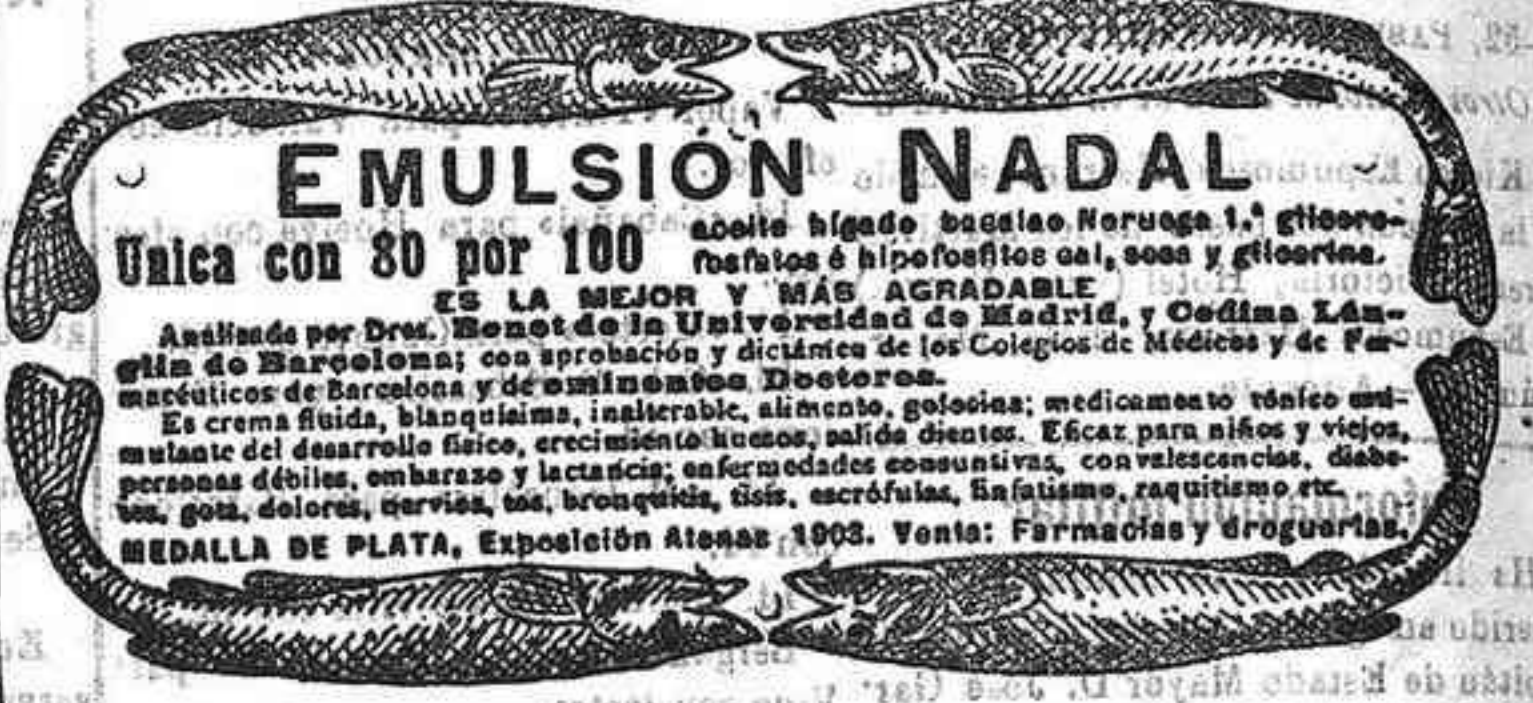 EMULSIÓN NADAL
Unica con 80 por 100 aceite hígado bacalao Noruega 1.ª glicero-
fosfatos é hipofosfitos cal, sosa y glicerina.
ES LA MEJOR Y MÁS AGRADABLE
Analizada por Dres. Bonet de la Universidad de Madrid, y Codina Län-
glin de Barcelona; con aprobación y dictámen de los Colegios de Médicos y de Far-
macéuticos de Barcelona y de eminentes Doctores.
Es crema fluida, blanquísima, inalterable, alimento, golosina; medicamento tónico esti-
mulante del desarrollo físico, crecimiento huesos, salida dientes. Eficaz para niños y viejos,
personas débiles, embarazo y lactancia; enfermedades consuntivas, convalescencias, diabe-
tes, gota, dolores, nervios, tos, bronquitis, tisis, escrófulas, linfatismo, raquitismo etc.
MEDALLA DE PLATA, Exposición Atenas 1903. Venta: Farmacias y droguerías.